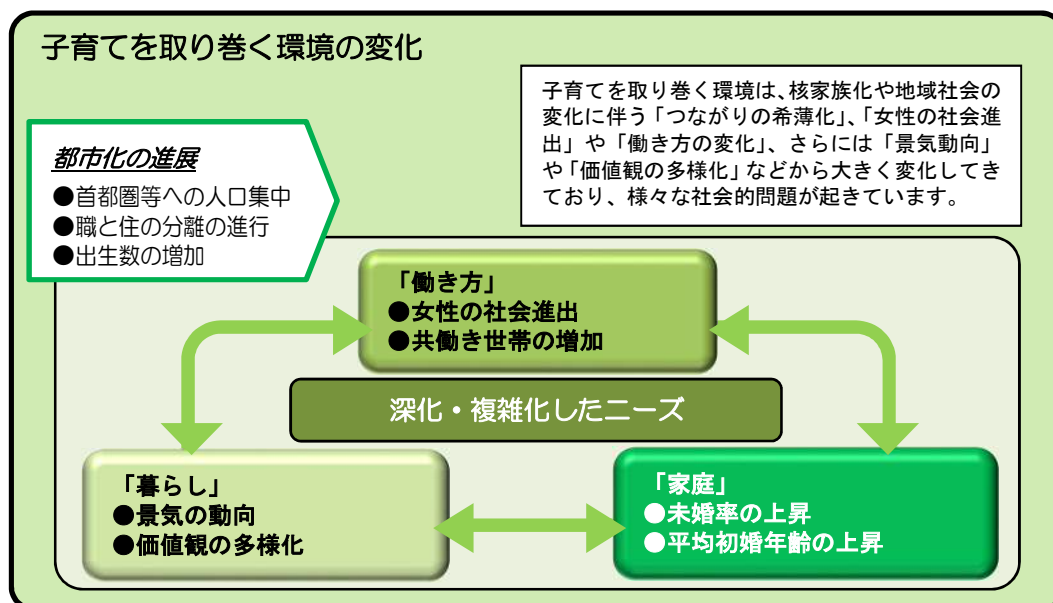 子育てを取り巻く環境の変化
子育てを取り巻く環境は、核家族化や地域社会の
変化に伴う「つながりの希薄化」、「女性の社会進
出」や「働き方の変化」、さらには「景気動向」
や「価値観の多様化」などから大きく変化してき
ており、様々な社会的問題が起きています。
都市化の進展
●首都圏等への人口集中
●職と住の分離の進行
●出生数の増加
「働き方」
●女性の社会進出
●共働き世帯の増加
深化・複雑化したニーズ
「暮らし」
●景気の動向
●価値観の多様化
「家庭」
●未婚率の上昇
●平均初婚年齢の上昇